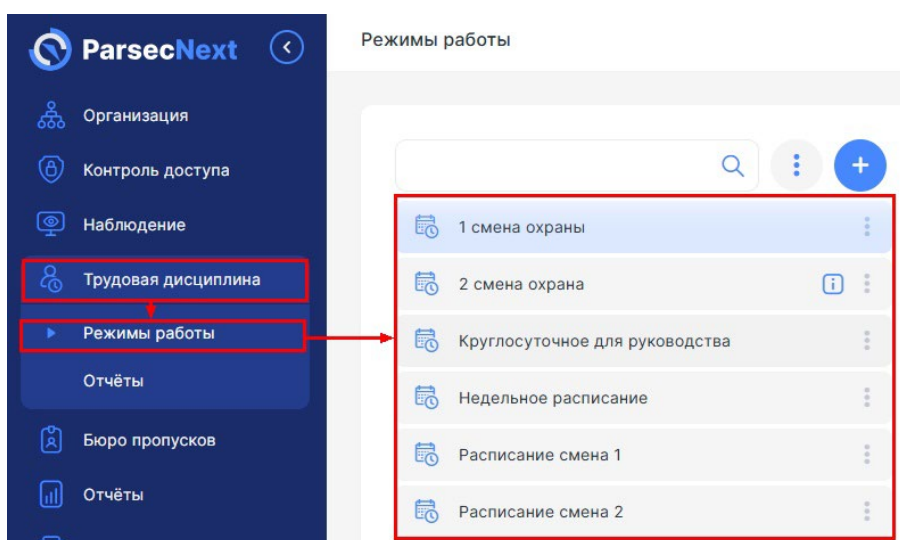 ParsecNext
Режимы работы
Организация
Контроль доступа
Наблюдение
Трудовая дисциплина
Режимы работы
Отчёты
Бюро пропусков
Отчёты
1 смена охраны
2 смена охрана
Круглосуточное для руководства
Недельное расписание
Расписание смена 1
Расписание смена 2